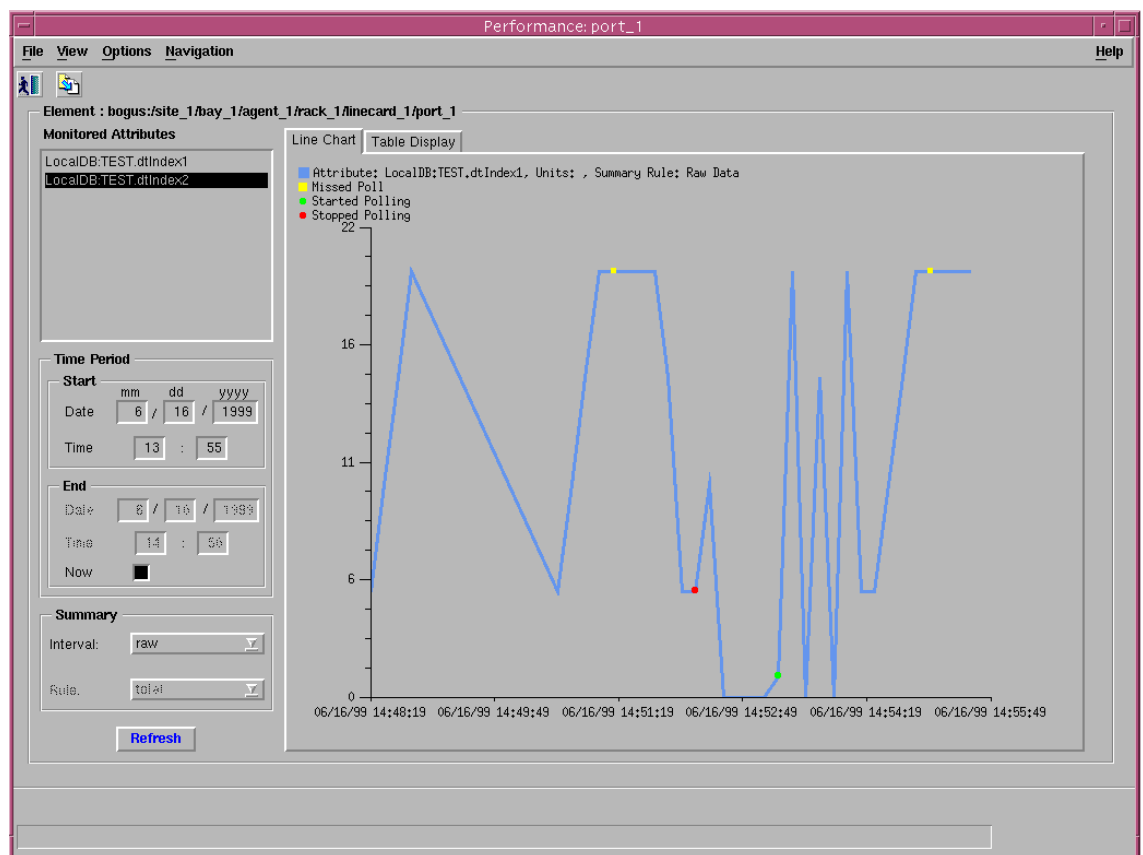 Performance: port_1
File View Options Navigation Help
Element : bogus:/site_1/bay_1/agent_1/rack_1/linecard_1/port_1
Monitored Attributes
LocalDB:TEST.dtIndex1
LocalDB:TEST.dtIndex2
Time Period
Start
mm dd yyyy
Date 6 / 16 / 1999
Time 13 : 55
End
Date 6 / 16 / 1999
Time 14 : 56
Now
Summary
Interval: raw
Rule: total
Refresh
Line Chart Table Display
Attribute: LocalDB:TEST.dtIndex1, Units: , Summary Rule: Raw Data
Missed Poll
Started Polling
Stopped Polling
22
16
11
6
0
06/16/99 14:48:19 06/16/99 14:49:49 06/16/99 14:51:19 06/16/99 14:52:49 06/16/99 14:54:19 06/16/99 14:55:49